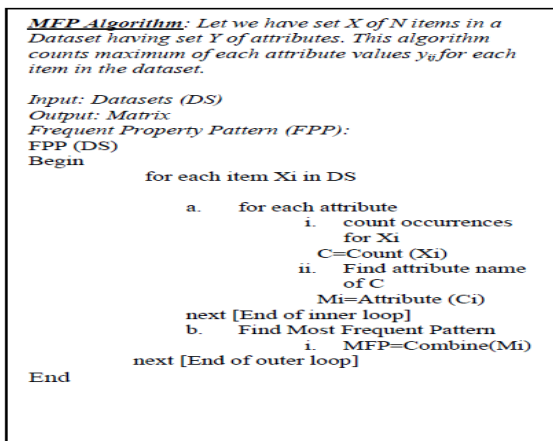 MFP Algorithm: Let we have set X of N items in a
Dataset having set Y of attributes. This algorithm
counts maximum of each attribute values yij for each
item in the dataset.
Input: Datasets (DS)
Output: Matrix
Frequent Property Pattern (FPP):
FPP (DS)
Begin
for each item Xi in DS
a. for each attribute
i. count occurrences
for Xi
C=Count (Xi)
ii. Find attribute name
of C
Mi=Attribute (Ci)
next [End of inner loop]
b. Find Most Frequent Pattern
i. MFP=Combine(Mi)
next [End of outer loop]
End